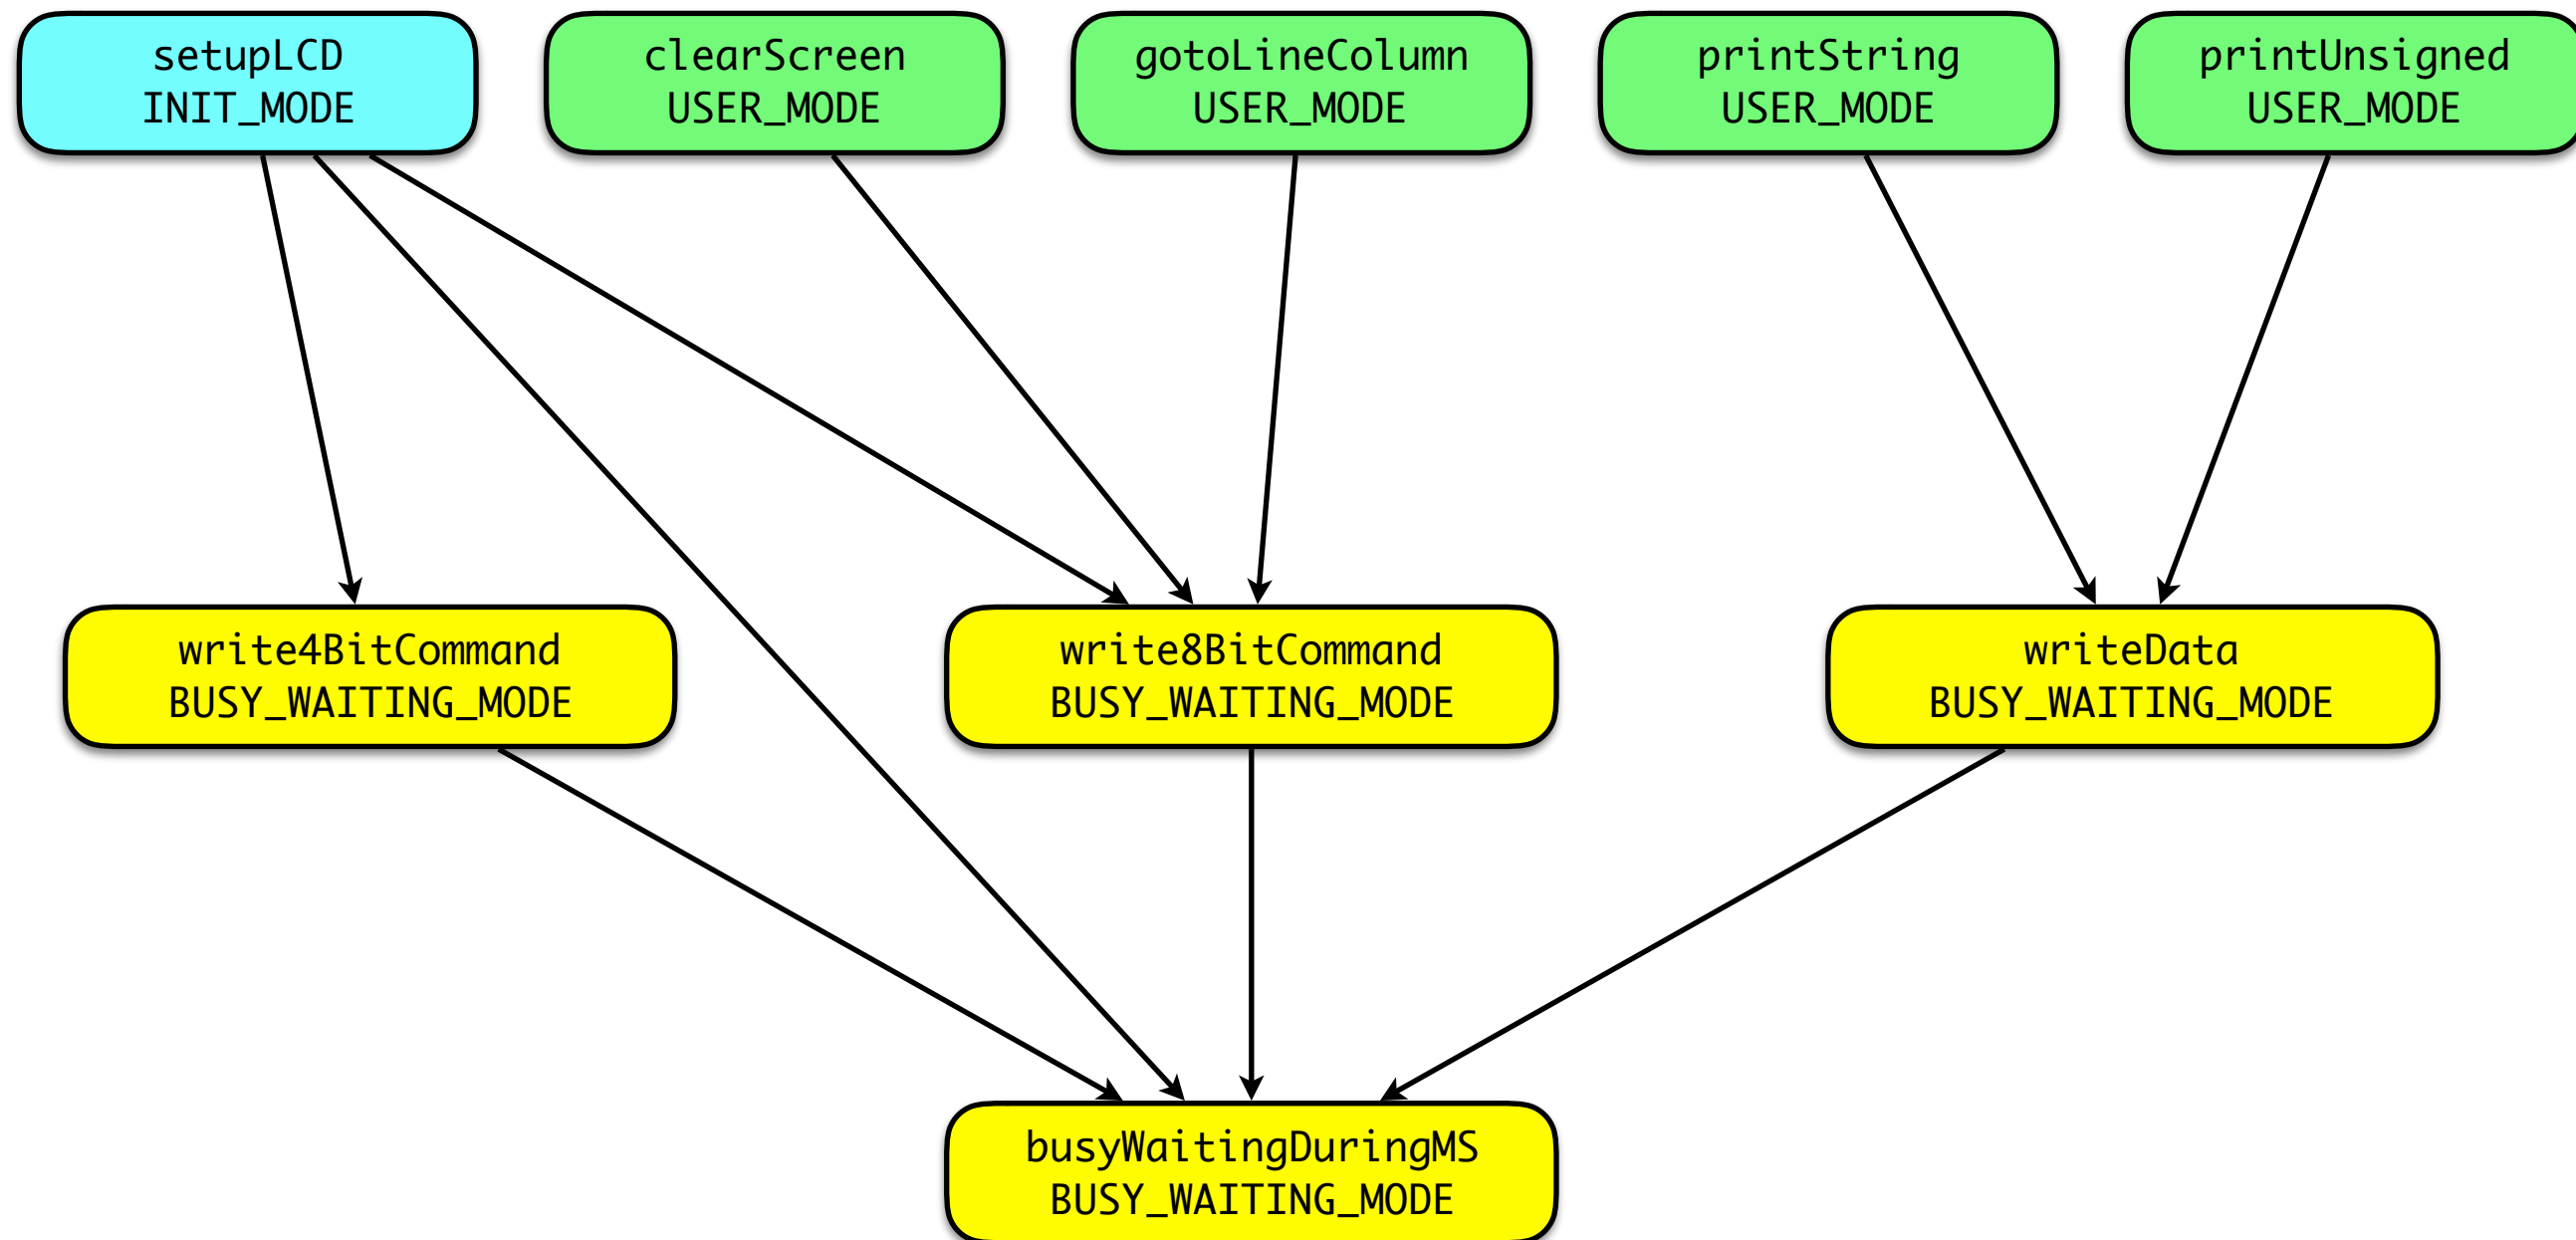 setupLCD
INIT_MODE
clearScreen
USER_MODE
gotoLineColumn
USER_MODE
printString
USER_MODE
printUnsigned
USER_MODE
write4BitCommand
BUSY_WAITING_MODE
write8BitCommand
BUSY_WAITING_MODE
writeData
BUSY_WAITING_MODE
busyWaitingDuringMS
BUSY_WAITING_MODE